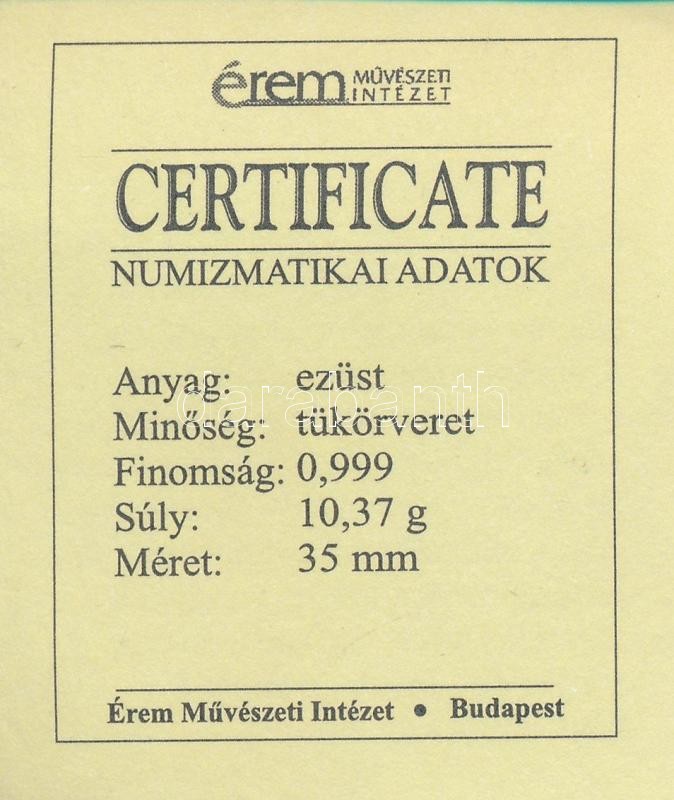 érem MŰVÉSZETI
INTÉZET
CERTIFICATE
NUMIZMATIKAI ADATOK
Anyag: ezüst
Minőség: tükörveret
Finomság: 0,999
Súly: 10,37 g
Méret: 35 mm
darabanth
Érem Művészeti Intézet • Budapest